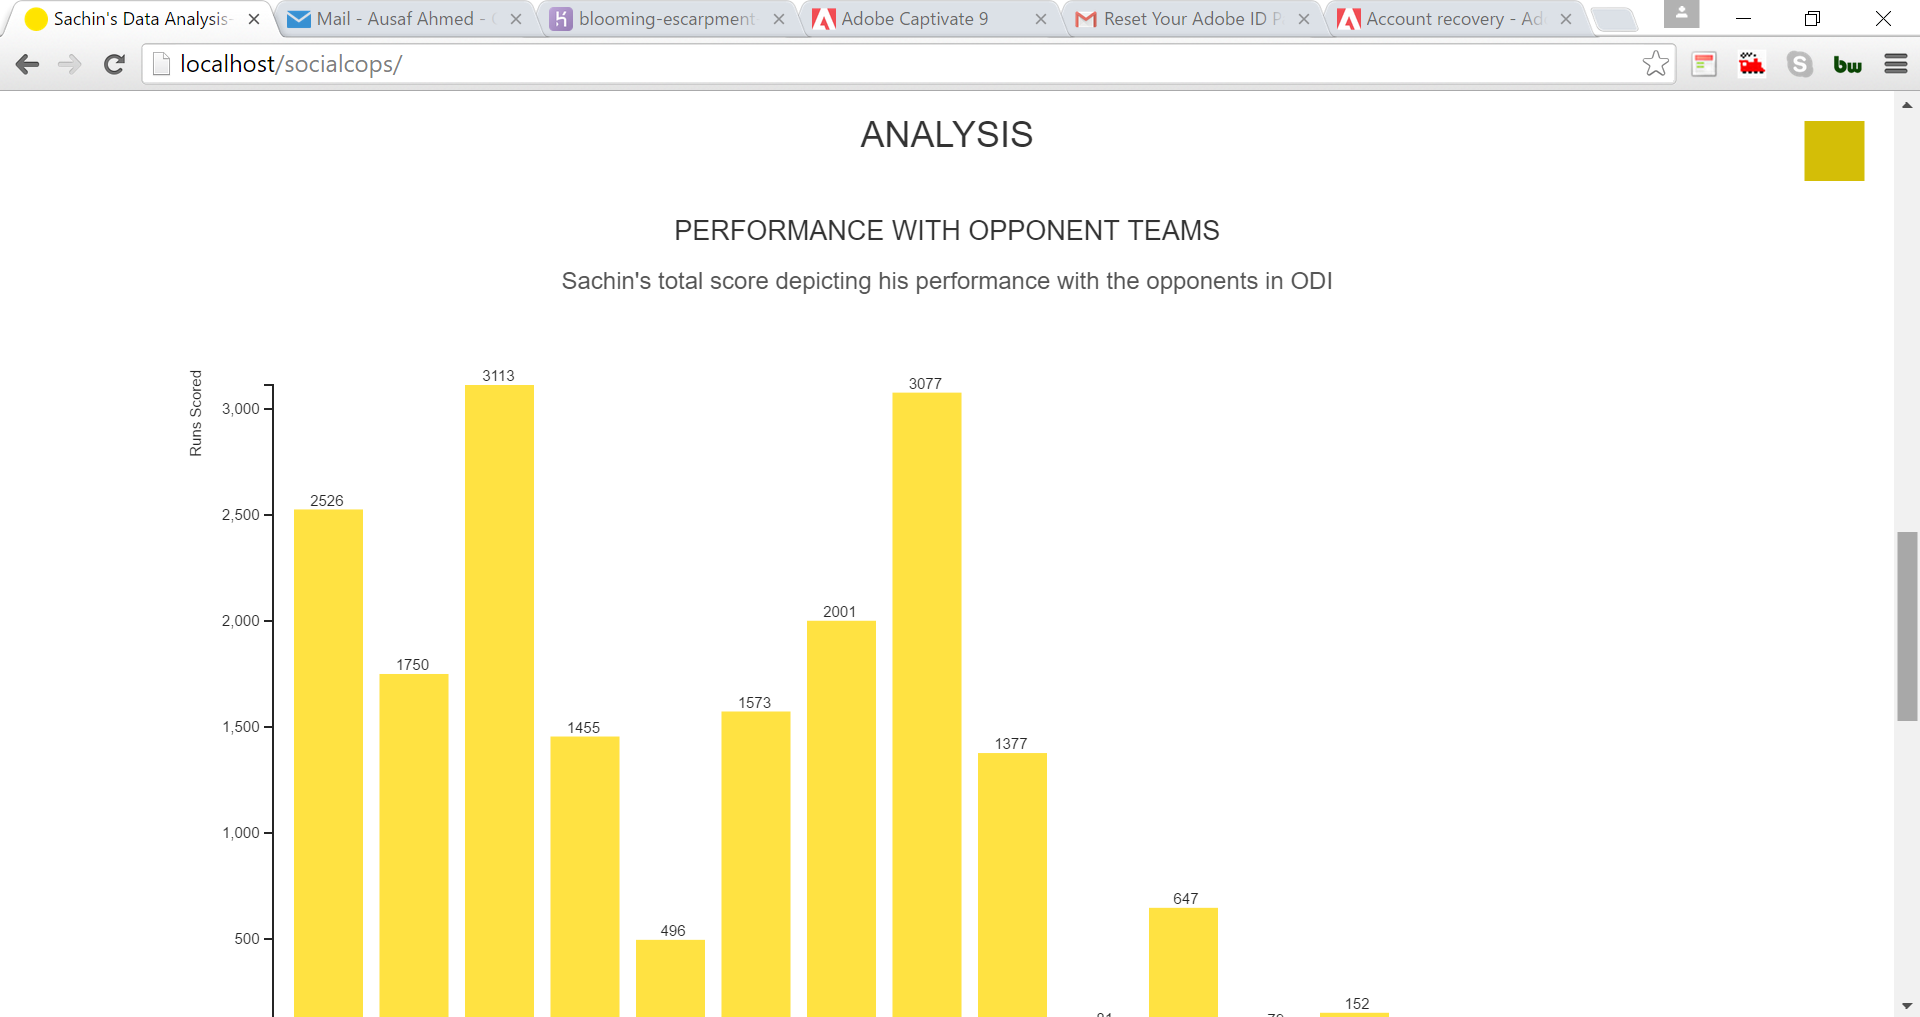 Sachin's Data Analysis-
Mail - Ausaf Ahmed -
blooming-escarpment
Adobe Captivate 9
Reset Your Adobe ID P
Account recovery - Ad
localhost/socialcops/
bw
ANALYSIS
PERFORMANCE WITH OPPONENT TEAMS
Sachin's total score depicting his performance with the opponents in ODI
Runs Scored
3,000
2,500
2,000
1,500
1,000
500
2526
1750
3113
1455
496
1573
2001
3077
1377
647
152